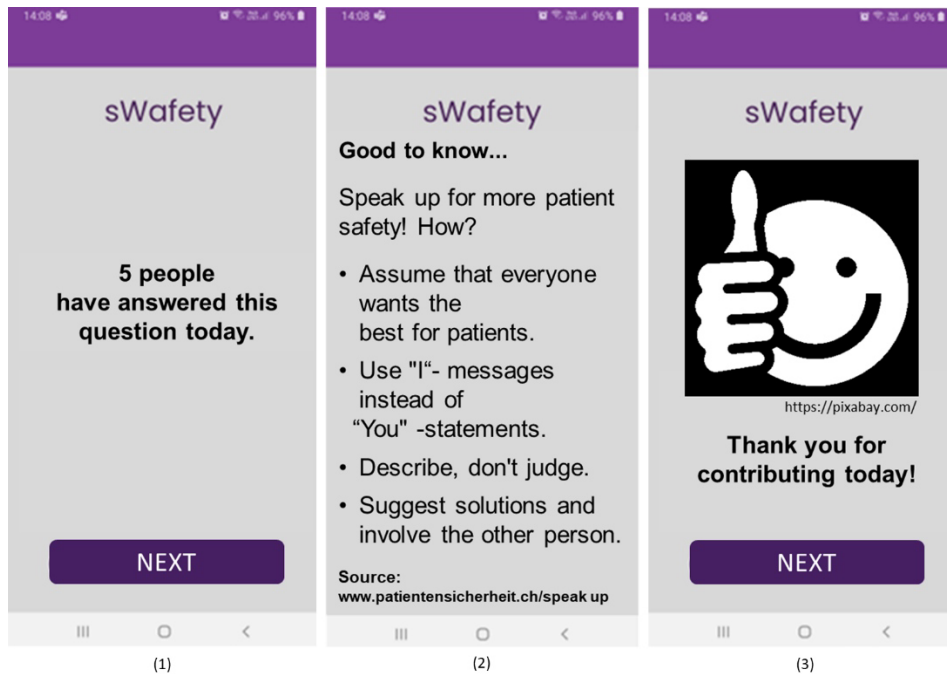 14:08
96%
sWafety
5 people
have answered this
question today.
NEXT
(1)
14:08
96%
sWafety
Good to know...
Speak up for more patient
safety! How?
• Assume that everyone
wants the
best for patients.
• Use "I“- messages
instead of
“You" -statements.
• Describe, don't judge.
• Suggest solutions and
involve the other person.
Source:
www.patientensicherheit.ch/speak up
(2)
14:08
96%
sWafety
https://pixabay.com/
Thank you for
contributing today!
NEXT
(3)